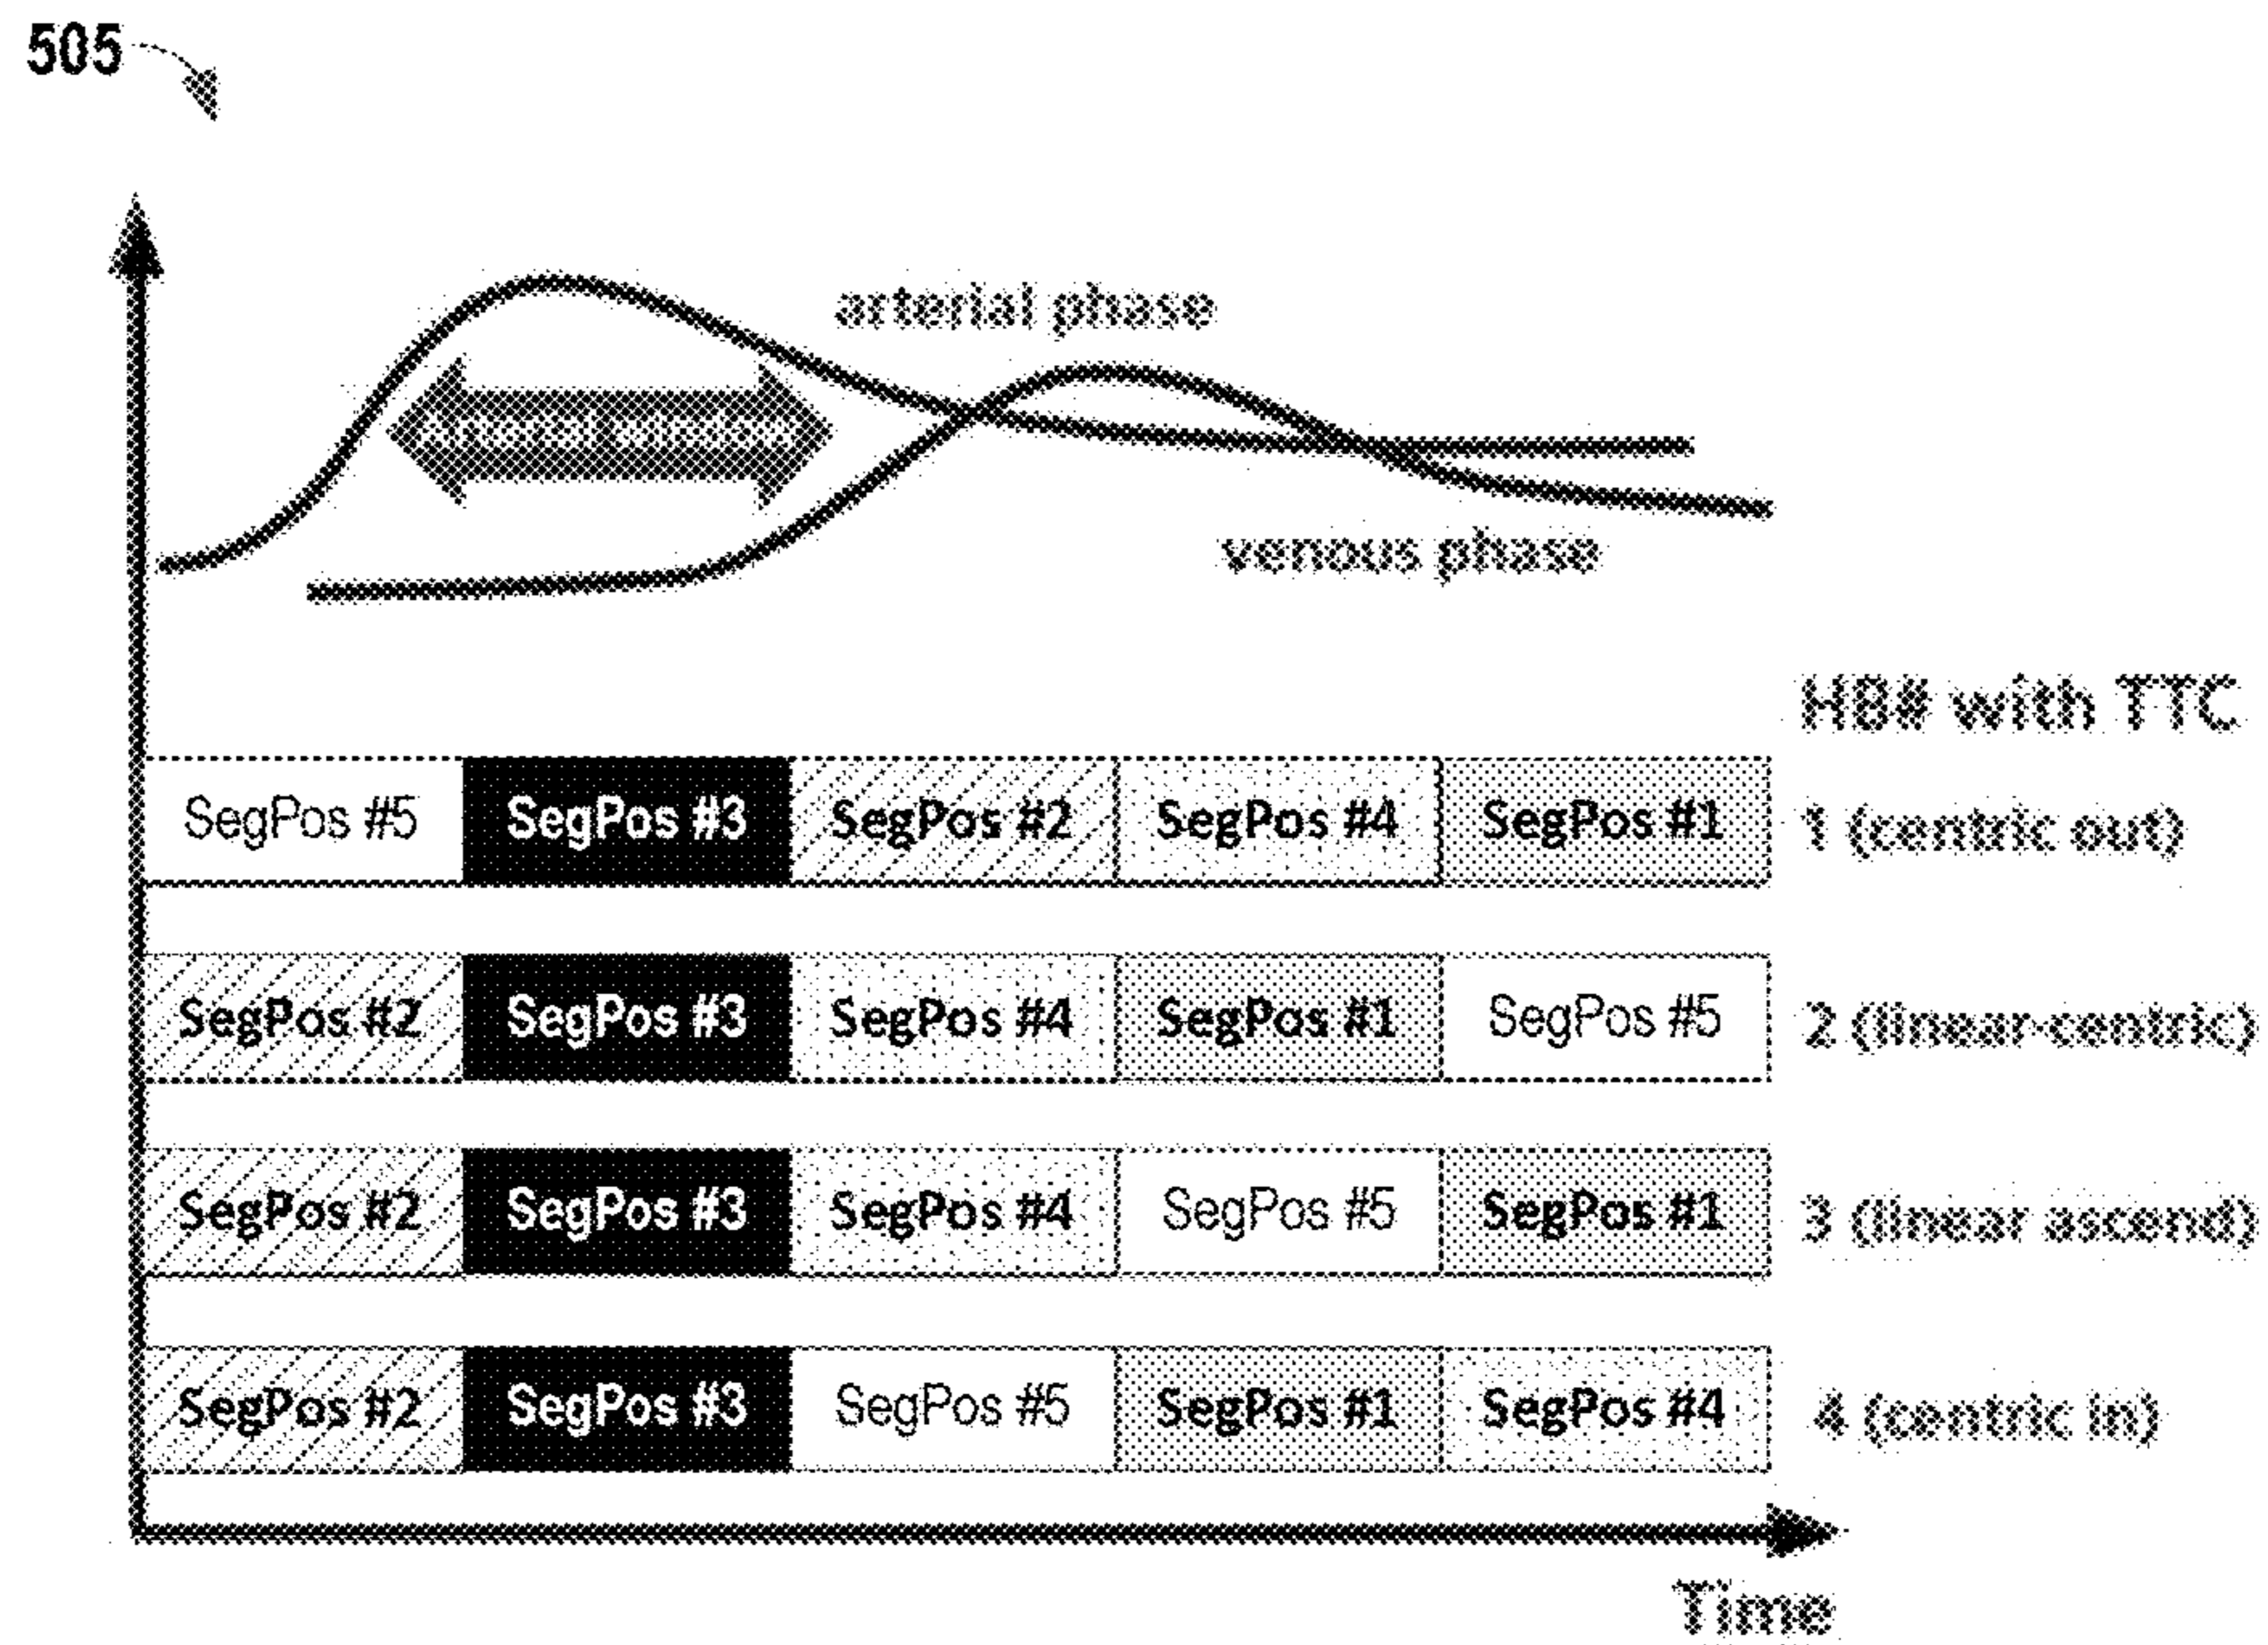 505
arterial phase
venous phase
HB# with TTC
SegPos #5 SegPos #3 SegPos #2 SegPos #4 SegPos #1 1 (centric out)
SegPos #2 SegPos #3 SegPos #4 SegPos #1 SegPos #5 2 (linear-centric)
SegPos #2 SegPos #3 SegPos #4 SegPos #5 SegPos #1 3 (linear ascend)
SegPos #2 SegPos #3 SegPos #5 SegPos #1 SegPos #4 4 (centric in)
Time